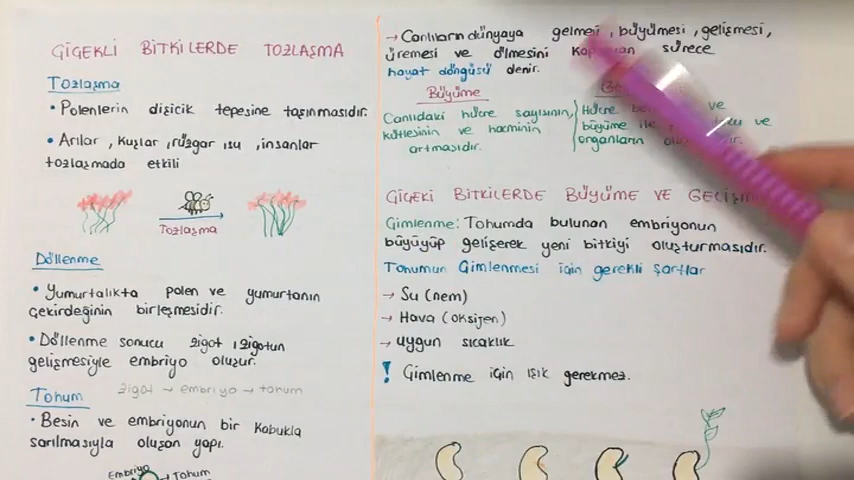 ÇİÇEKLİ BİTKİLERDE TOZLAŞMA
Tozlaşma
• Polenlerin dişicik tepesine taşınmasıdır.
• Arılar, kuşlar, rüzgar, su, insanlar
tozlaşmada etkili
Tozlaşma
Döllenme
• Yumurtalıkta polen ve yumurtanın
çekirdeğinin birleşmesidir.
• Döllenme sonucu zigot, zigotun
gelişmesiyle embriyo oluşur.
Tohum
zigot → embriyo → tohum
• Besin ve embriyonun bir kabukla
sarılmasıyla oluşan yapı.
Embriyo
→ Tohum
→ Canlıların dünyaya gelmesi, büyümesi, gelişmesi,
üremesi ve ölmesini sürece
hayat döngüsü denir.
Büyüme
Canlıdaki hücre sayısının,
kütlesinin ve hacminin
artmasıdır.
Hücre ve
büyüme ile ve
organların
ÇİÇEKİ BİTKİLERDE BÜYÜME VE
Çimlenme: Tohumda bulunan embriyonun
büyüyüp gelişerek yeni bitkiyi oluşturmasıdır.
Tohumun Çimlenmesi için gerekli şartlar
→ Su (nem)
→ Hava (oksijen)
→ uygun sıcaklık
! Çimlenme için ışık gerekmez.